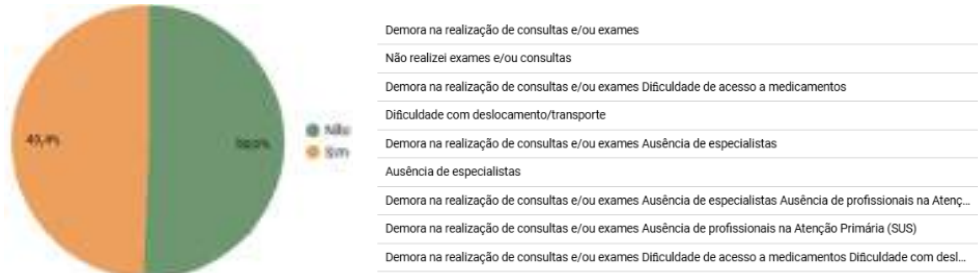 Não
Sim
Demora na realização de consultas e/ou exames
Não realizei exames e/ou consultas
Demora na realização de consultas e/ou exames Dificuldade de acesso a medicamentos
Dificuldade com deslocamento/transporte
Demora na realização de consultas e/ou exames Ausência de especialistas
Ausência de especialistas
Demora na realização de consultas e/ou exames Ausência de especialistas Ausência de profissionais na Atenç...
Demora na realização de consultas e/ou exames Ausência de profissionais na Atenção Primária (SUS)
Demora na realização de consultas e/ou exames Dificuldade de acesso a medicamentos Dificuldade com desl...